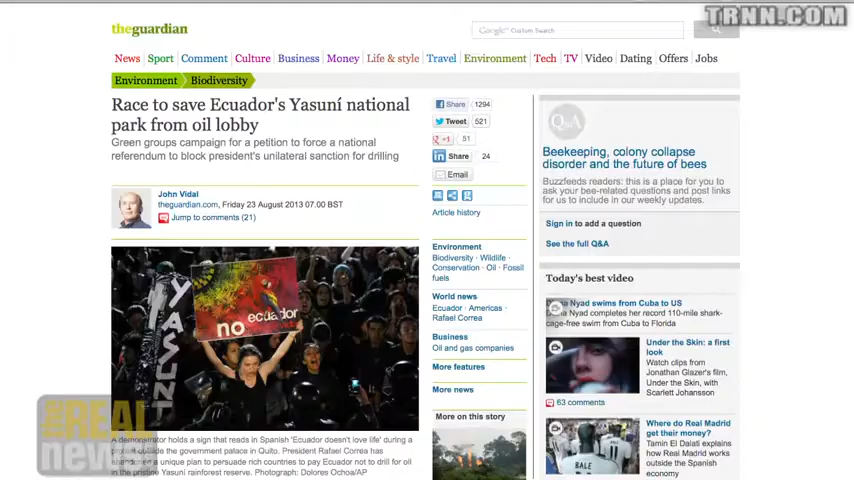 TRNN.COM
theguardian
Google Custom Search
News Sport Comment Culture Business Money Life & style Travel Environment Tech TV Video Dating Offers Jobs
Environment Biodiversity
Race to save Ecuador's Yasuní national
park from oil lobby
Green groups campaign for a petition to force a national
referendum to block president's unilateral sanction for drilling
John Vidal
theguardian.com, Friday 23 August 2013 07.00 BST
Jump to comments (21)
YASUNI
no ecuador
A demonstrator holds a sign that reads in Spanish 'Ecuador doesn't love life' during a
protest outside the government palace in Quito. President Rafael Correa has
abandoned a unique plan to persuade rich countries to pay Ecuador not to drill for oil
in the pristine Yasuni rainforest reserve. Photograph: Dolores Ochoa/AP
THE REAL
news
Share 1294
Tweet 521
+1 51
in Share 24
Email
Article history
Environment
Biodiversity · Wildlife ·
Conservation · Oil · Fossil
fuels
World news
Ecuador · Americas ·
Rafael Correa
Business
Oil and gas companies
More features
More news
More on this story
Q&A
Beekeeping, colony collapse
disorder and the future of bees
Buzzfeeds readers: this is a place for you to
ask your bee-related questions and post links
for us to include in our weekly updates.
Sign in to add a question
See the full Q&A
Today's best video
Nyad swims from Cuba to US
Nyad completes her record 110-mile shark-
cage-free swim from Cuba to Florida
Under the Skin: a first
look
Watch clips from
Jonathan Glazer's film,
Under the Skin, with
Scarlett Johansson
63 comments
Where do Real Madrid
get their money?
Tamin El Dalati explains
how Real Madrid works
outside the Spanish
economy
BALE